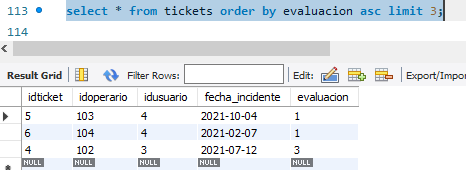 113 select * from tickets order by evaluacion asc limit 3;
114
Result Grid Filter Rows: Edit: Export/Impor
idticket idoperario idusuario fecha_incidente evaluacion
5 103 4 2021-10-04 1
6 104 4 2021-02-07 1
4 102 3 2021-07-12 3
NULL NULL NULL NULL NULL